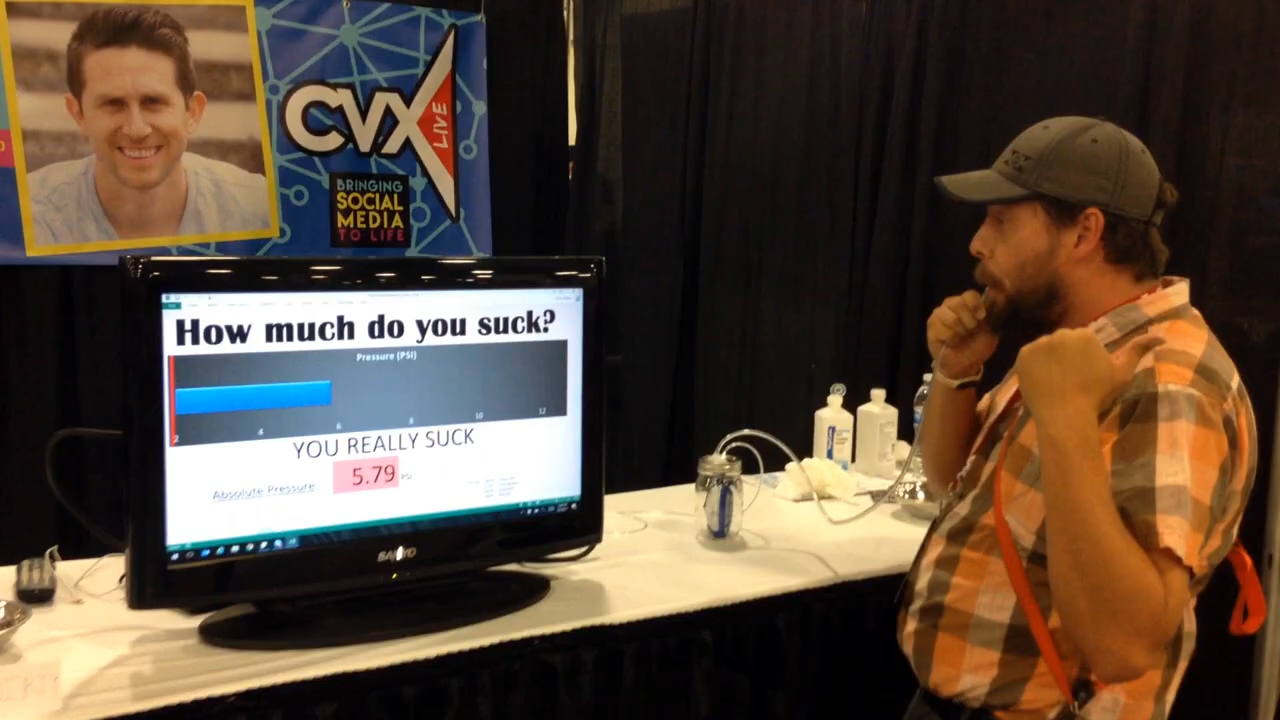 CVX
LIVE
BRINGING
SOCIAL
MEDIA
TO LIFE
How much do you suck?
Pressure (PSI)
2 4 6 8 10 12
YOU REALLY SUCK
5.79 PSI
Absolute Pressure
SANYO